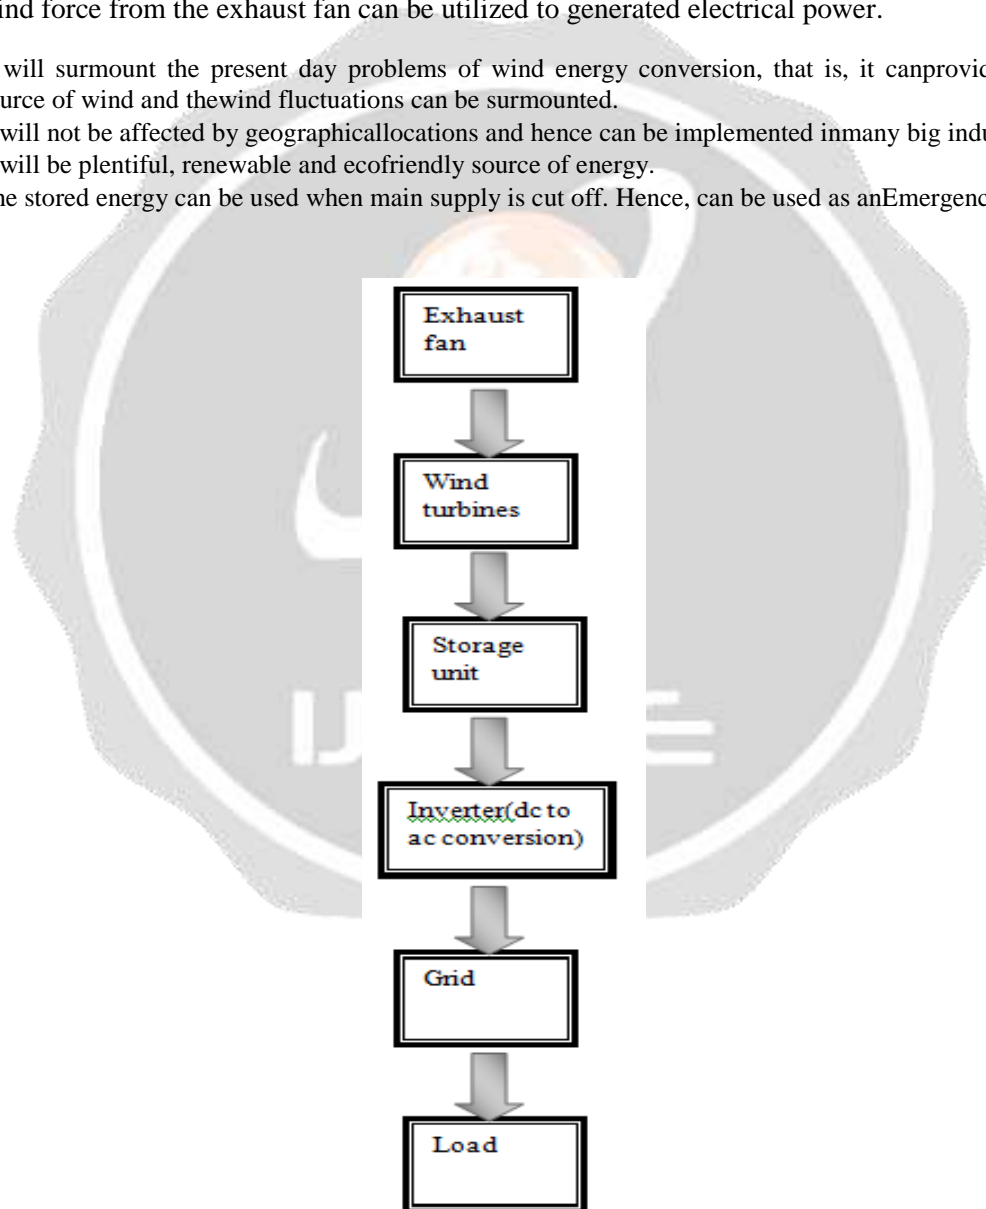 ind force from the exhaust fan can be utilized to generated electrical power.
will surmount the present day problems of wind energy conversion, that is, it canprovid
urce of wind and thewind fluctuations can be surmounted.
will not be affected by geographicallocations and hence can be implemented inmany big indu
will be plentiful, renewable and ecofriendly source of energy.
ne stored energy can be used when main supply is cut off. Hence, can be used as anEmergenc
Exhaust
fan
Wind
turbines
Storage
unit
Inverter(dc to
ac conversion)
Grid
Load